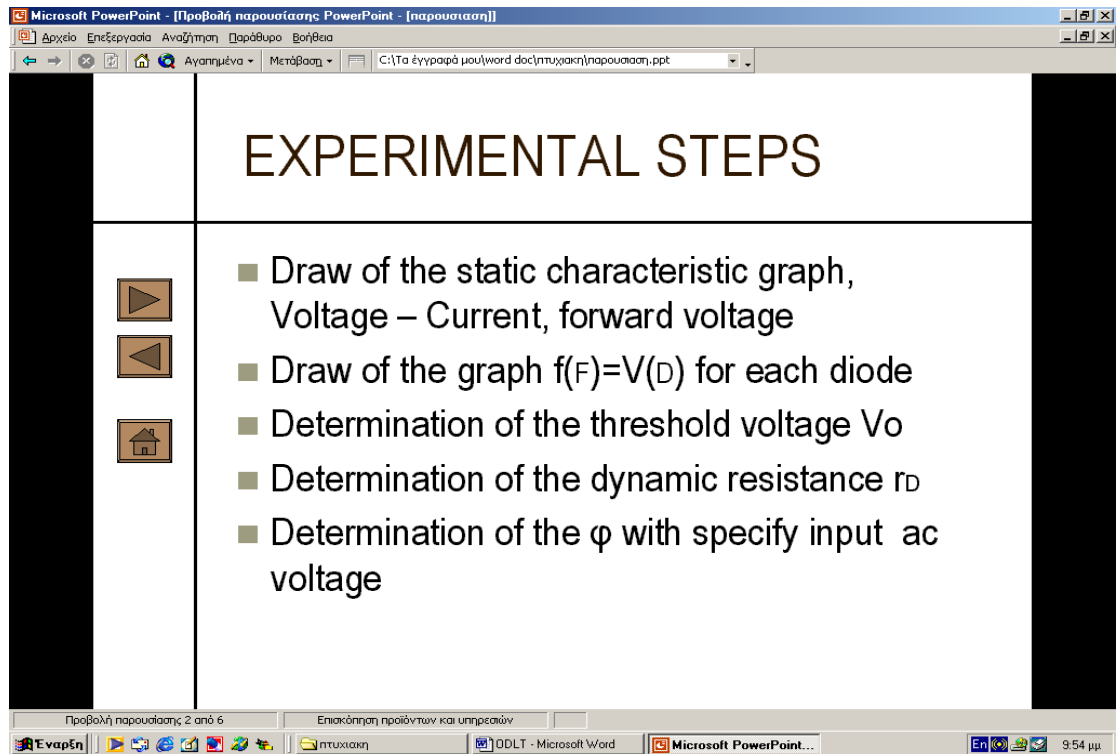 Microsoft PowerPoint - [Προβολή παρουσίασης PowerPoint - [παρουσιαση]]
Αρχείο Επεξεργασία Αναζήτηση Παράθυρο Βοήθεια
Αγαπημένα Μετάβαση C:\Τα έγγραφά μου\word doc\πτυχιακη\παρουσιαση.ppt
EXPERIMENTAL STEPS
Draw of the static characteristic graph,
Voltage – Current, forward voltage
Draw of the graph f(F)=V(D) for each diode
Determination of the threshold voltage Vo
Determination of the dynamic resistance rD
Determination of the φ with specify input ac
voltage
Προβολή παρουσίασης 2 από 6 Επισκόπηση προϊόντων και υπηρεσιών
Έναρξη πτυχιακη ODLT - Microsoft Word Microsoft PowerPoint... En 9:54 μμ